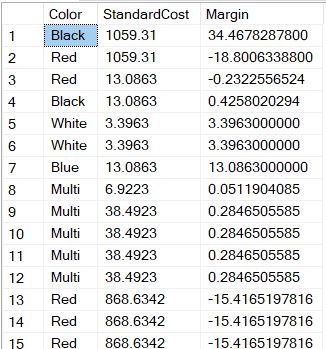 Color StandardCost Margin
1 Black 1059.31 34.4678287800
2 Red 1059.31 -18.8006338800
3 Red 13.0863 -0.2322556524
4 Black 13.0863 0.4258020294
5 White 3.3963 3.3963000000
6 White 3.3963 3.3963000000
7 Blue 13.0863 13.0863000000
8 Multi 6.9223 0.0511904085
9 Multi 38.4923 0.2846505585
10 Multi 38.4923 0.2846505585
11 Multi 38.4923 0.2846505585
12 Multi 38.4923 0.2846505585
13 Red 868.6342 -15.4165197816
14 Red 868.6342 -15.4165197816
15 Red 868.6342 -15.4165197816